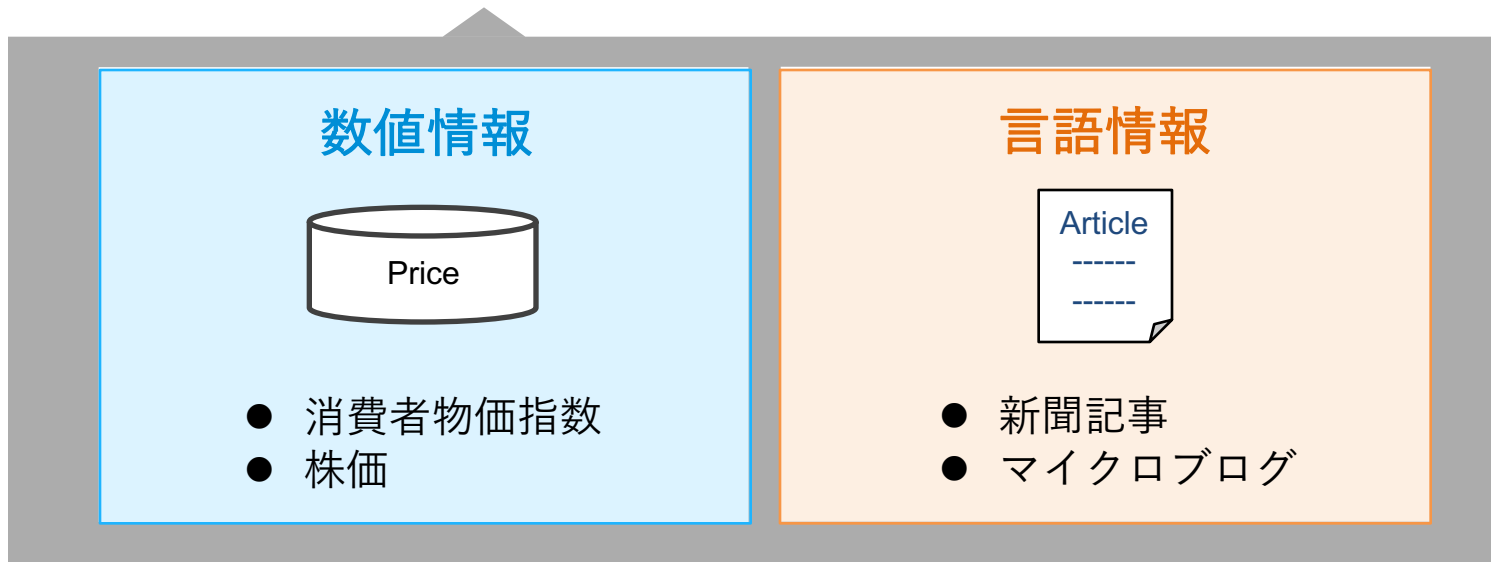 数値情報
Price
● 消費者物価指数
● 株価
言語情報
Article
------
------
● 新聞記事
● マイクロブログ